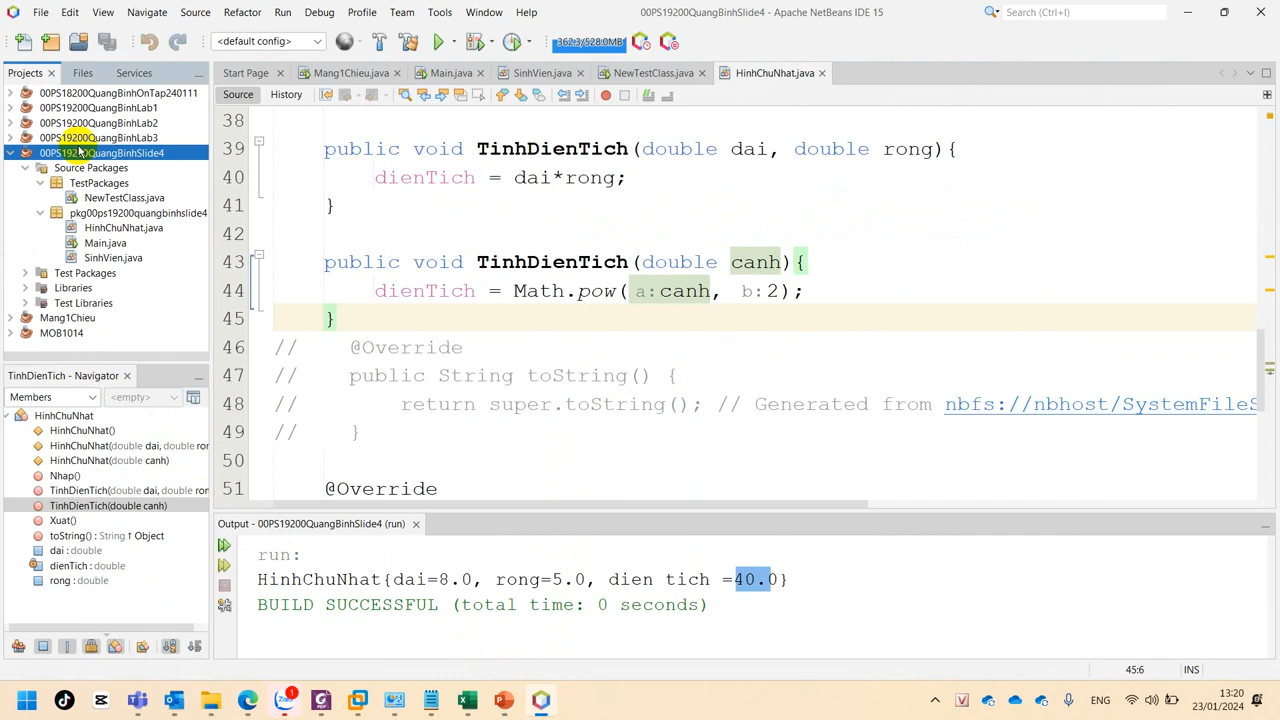 File Edit View Navigate Source Refactor Run Debug Profile Team Tools Window Help 00PS19200QuangBinhSlide4 - Apache NetBeans IDE 15 Search (Ctrl+I)
<default config> 362.3/528.0MB
Projects Files Services
Start Page Mang1Chieu.java Main.java SinhVien.java NewTestClass.java HinhChuNhat.java
Source History
00PS18200QuangBinhOnTap240111
00PS19200QuangBinhLab1
00PS19200QuangBinhLab2
00PS19200QuangBinhLab3
00PS19200QuangBinhSlide4
Source Packages
TestPackages
NewTestClass.java
pkg00ps19200quangbinhslide4
HinhChuNhat.java
Main.java
SinhVien.java
Test Packages
Libraries
Test Libraries
Mang1Chieu
MOB1014
38
39 public void TinhDienTich(double dai, double rong){
40 dienTich = dai*rong;
41 }
42
43 public void TinhDienTich(double canh){
44 dienTich = Math.pow(a:canh, b:2);
45 }
46 // @Override
47 // public String toString() {
48 // return super.toString(); // Generated from nbfs://nbhost/SystemFileS
49 // }
50
51 @Override
TinhDienTich - Navigator
Members <empty>
HinhChuNhat
HinhChuNhat()
HinhChuNhat(double dai, double ron
HinhChuNhat(double canh)
Nhap()
TinhDienTich(double dai, double ron
TinhDienTich(double canh)
Xuat()
toString() : String ↑ Object
dai : double
dienTich : double
rong : double
Output - 00PS19200QuangBinhSlide4 (run)
run:
HinhChuNhat{dai=8.0, rong=5.0, dien tich =40.0}
BUILD SUCCESSFUL (total time: 0 seconds)
45:6 INS
Zalo 1 ENG 13:20
23/01/2024